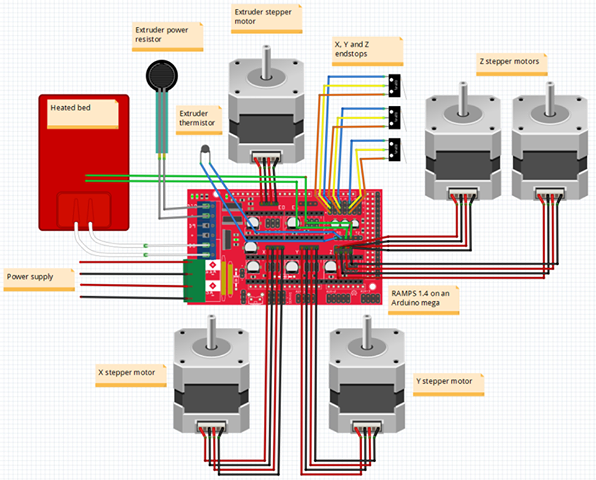 Extruder stepper
motor
Extruder power
resistor
X, Y and Z
endstops
Z stepper motors
Heated bed
Extruder
thermistor
Power supply
RAMPS 1.4 on an
Arduino mega
X stepper motor
Y stepper motor